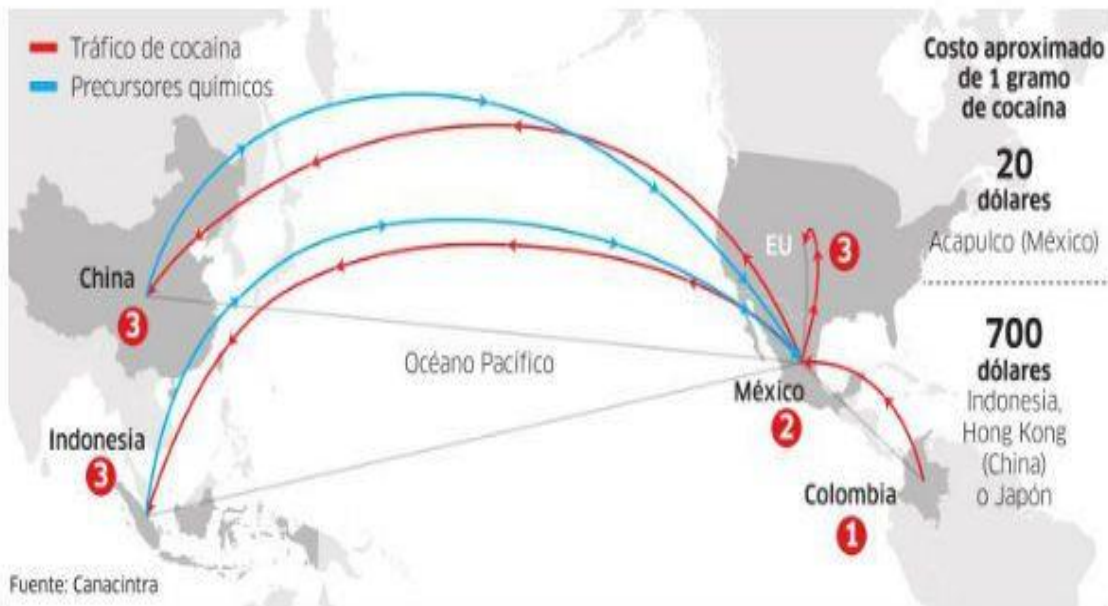 Tráfico de cocaína
Precursores químicos
Costo aproximado
de 1 gramo
de cocaína
20
dólares
Acapulco (México)
700
dólares
Indonesia,
Hong Kong
(China)
o Japón
EU
3
China
3
Océano Pacífico
México
2
Indonesia
3
Colombia
1
Fuente: Canacintra